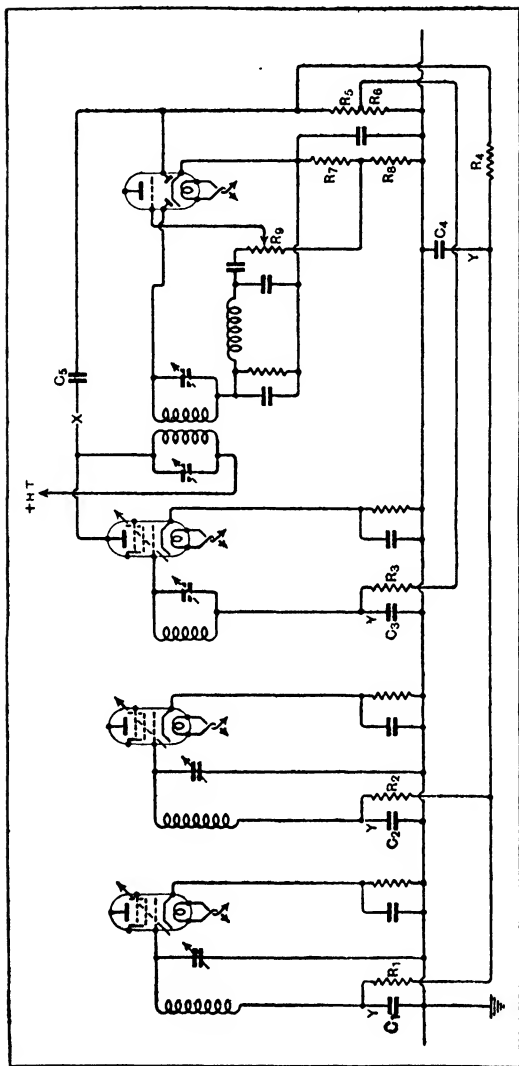 +HT
X
C₅
R₅
R₆
R₇
R₈
R₉
R₄
C₄
Y
R₃
C₃
Y
R₂
C₂
Y
R₁
C₁
Y